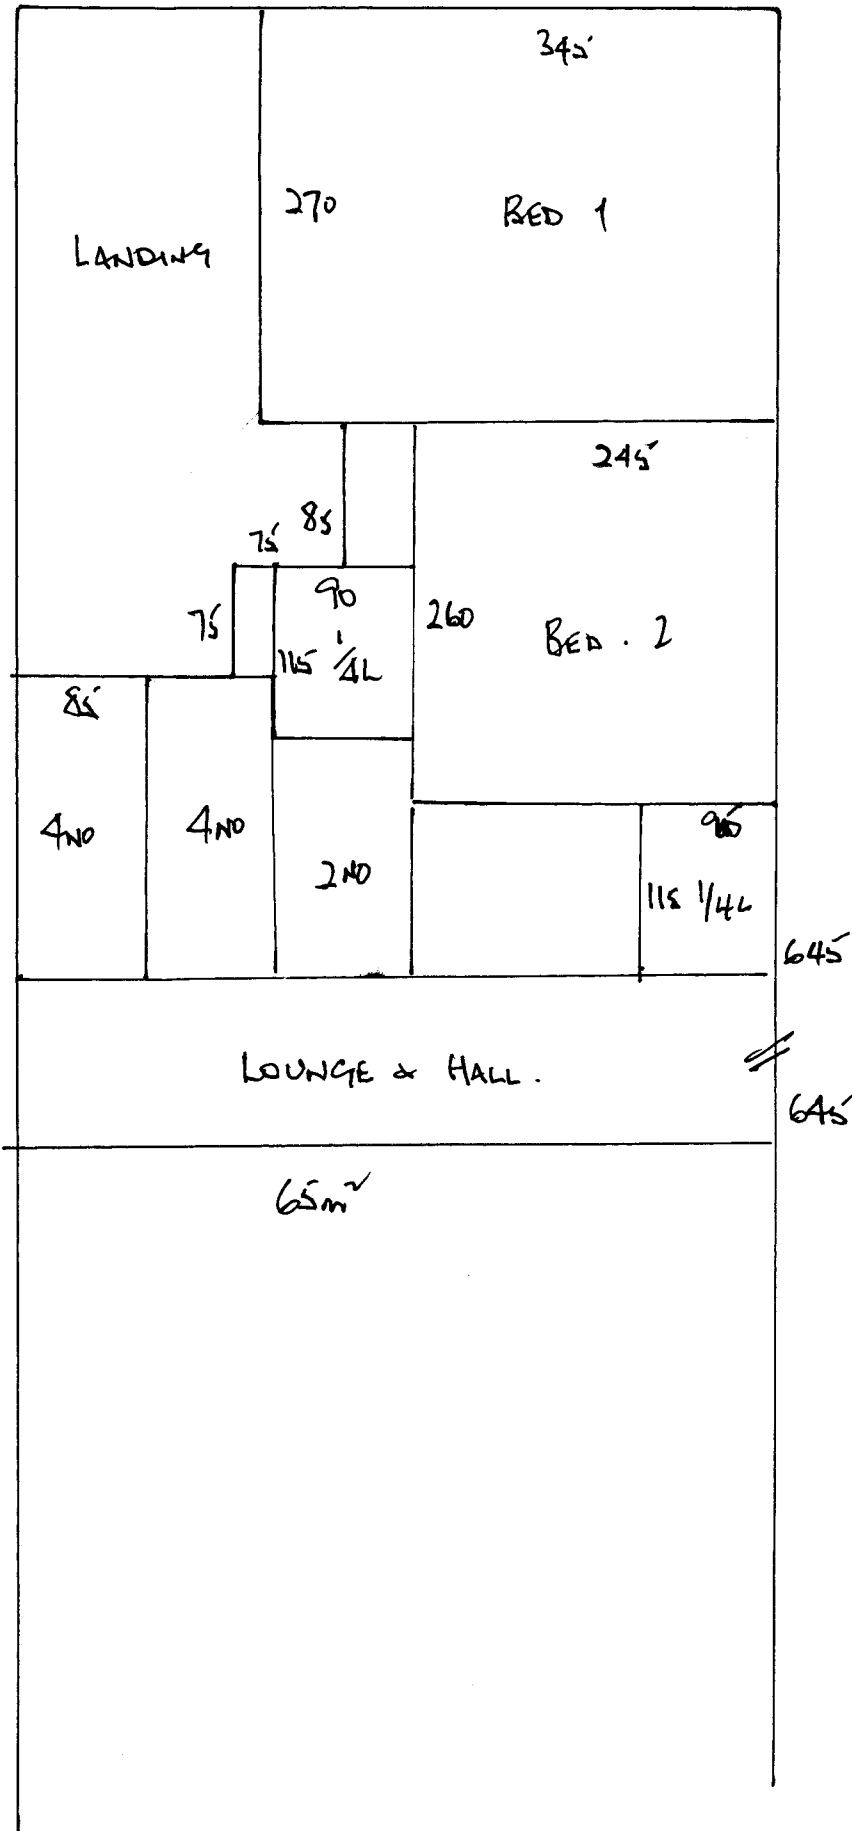 345
270
BED 1
LANDING
245
85
75
90
75
260
BED . 2
115 1/4L
85
4NO
4NO
2NO
115 1/4L
645
LOUNGE & HALL.
645
65m²